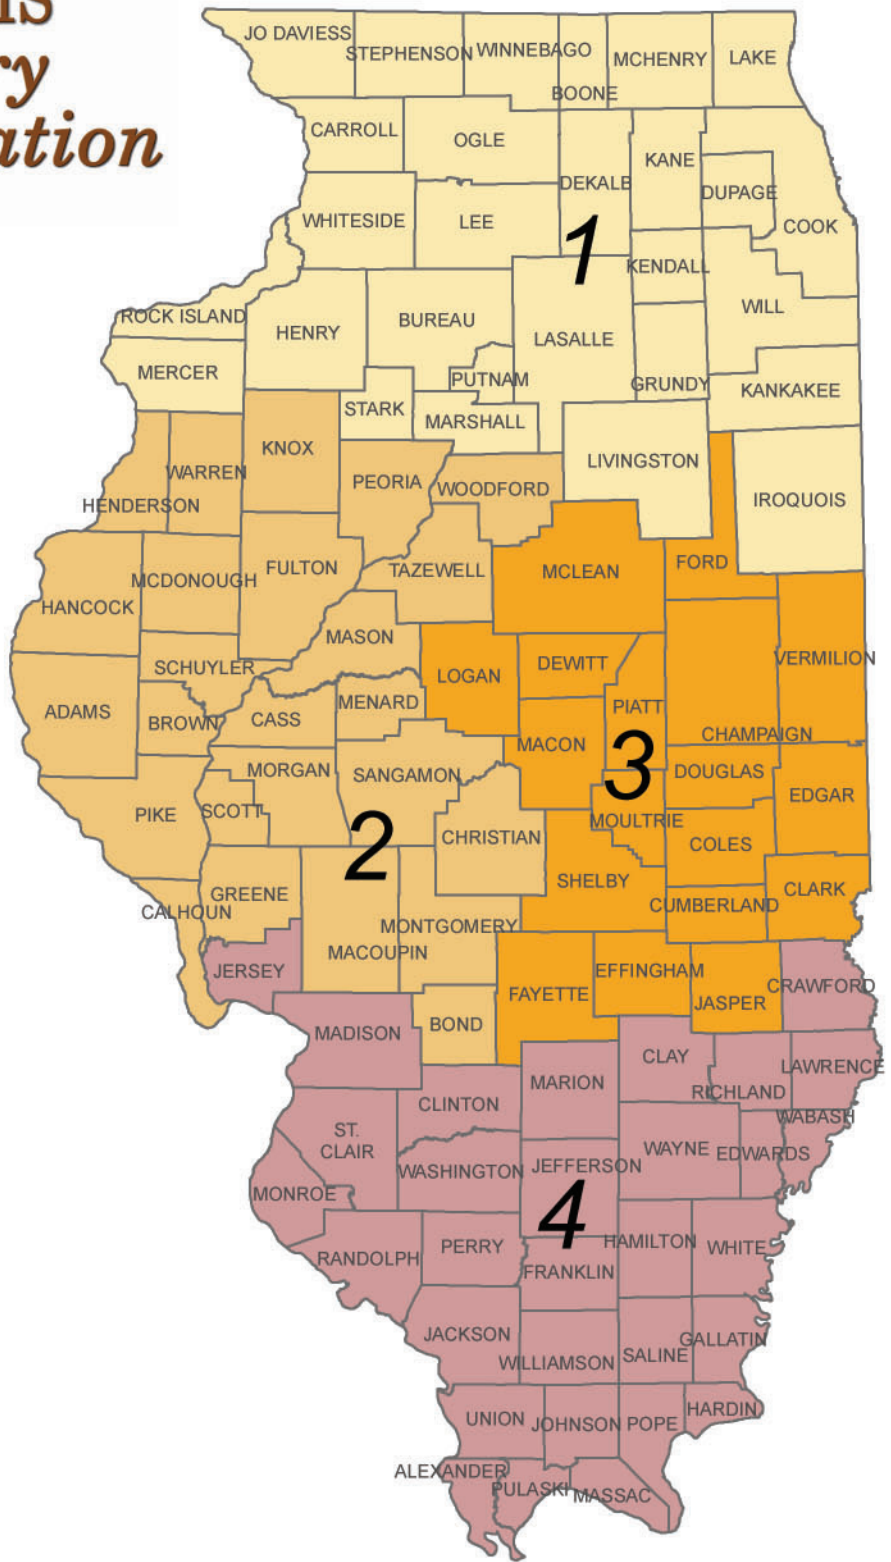 IS
ry
ation
JO DAVIESS
STEPHENSON
WINNEBAGO
BOONE
MCHENRY
LAKE
CARROLL
OGLE
DEKALB
KANE
DUPAGE
COOK
WHITESIDE
LEE
1
KENDALL
WILL
ROCK ISLAND
HENRY
BUREAU
LASALLE
MERCER
PUTNAM
GRUNDY
KANKAKEE
STARK
MARSHALL
KNOX
LIVINGSTON
IROQUOIS
WARREN
PEORIA
WOODFORD
HENDERSON
FULTON
TAZEWELL
MCLEAN
FORD
MCDONOUGH
HANCOCK
MASON
SCHUYLER
LOGAN
DEWITT
VERMILION
ADAMS
BROWN
CASS
MENARD
PIATT
CHAMPAIGN
MACON
3
MORGAN
SANGAMON
DOUGLAS
EDGAR
PIKE
SCOTT
2
CHRISTIAN
MOULTRIE
COLES
SHELBY
CLARK
GREENE
CALHOUN
CUMBERLAND
MONTGOMERY
MACOUPIN
JERSEY
EFFINGHAM
FAYETTE
JASPER
CRAWFORD
MADISON
BOND
CLAY
LAWRENCE
MARION
RICHLAND
CLINTON
WABASH
ST.
CLAIR
WAYNE
EDWARDS
WASHINGTON
JEFFERSON
MONROE
4
HAMILTON
WHITE
RANDOLPH
PERRY
FRANKLIN
JACKSON
WILLIAMSON
SALINE
GALLATIN
UNION
JOHNSON
POPE
HARDIN
ALEXANDER
PULASKI
MASSAC